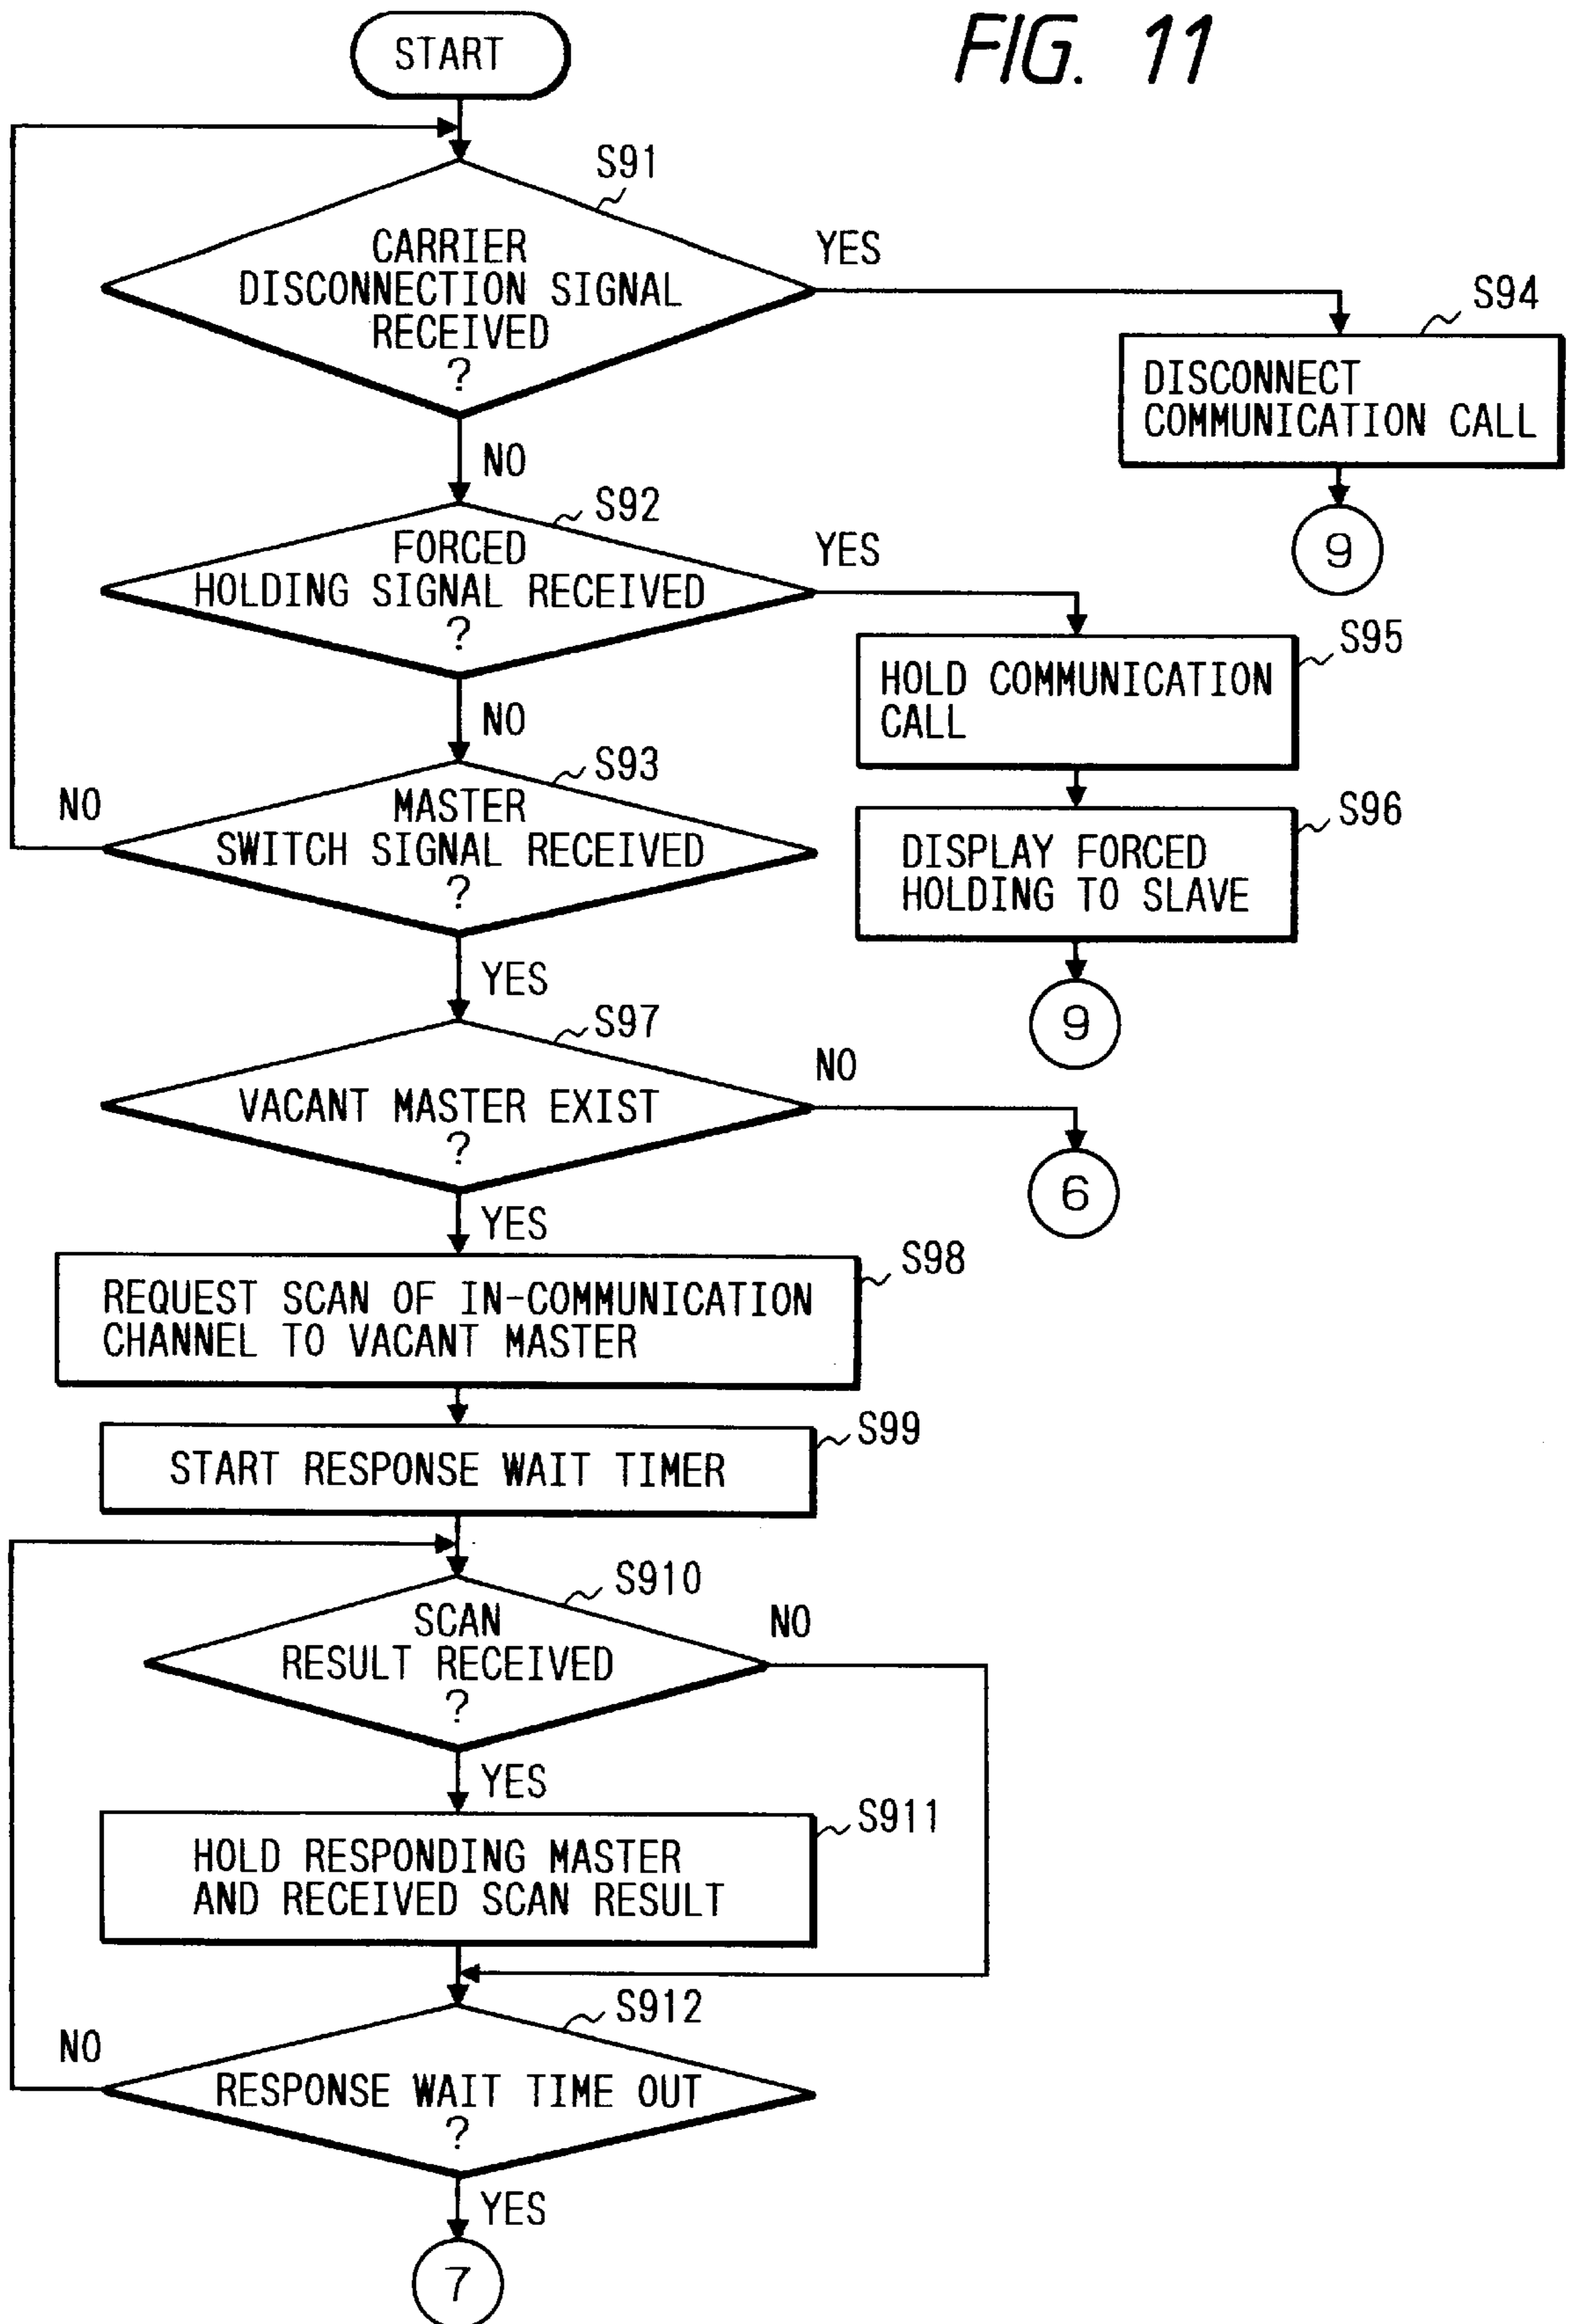 FIG. 11
START
S91
CARRIER
DISCONNECTION SIGNAL
RECEIVED
?
YES
NO
S94
DISCONNECT
COMMUNICATION CALL
9
S92
FORCED
HOLDING SIGNAL RECEIVED
?
YES
NO
S95
HOLD COMMUNICATION
CALL
S96
DISPLAY FORCED
HOLDING TO SLAVE
9
S93
MASTER
SWITCH SIGNAL RECEIVED
?
NO
YES
S97
VACANT MASTER EXIST
?
NO
6
YES
S98
REQUEST SCAN OF IN-COMMUNICATION
CHANNEL TO VACANT MASTER
S99
START RESPONSE WAIT TIMER
S910
SCAN
RESULT RECEIVED
?
NO
YES
S911
HOLD RESPONDING MASTER
AND RECEIVED SCAN RESULT
S912
RESPONSE WAIT TIME OUT
?
NO
YES
7